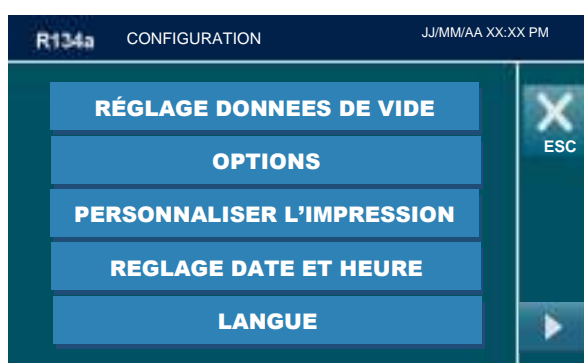 R134a CONFIGURATION JJ/MM/AA XX:XX PM
RÉGLAGE DONNEES DE VIDE
ESC
OPTIONS
PERSONNALISER L’IMPRESSION
REGLAGE DATE ET HEURE
LANGUE